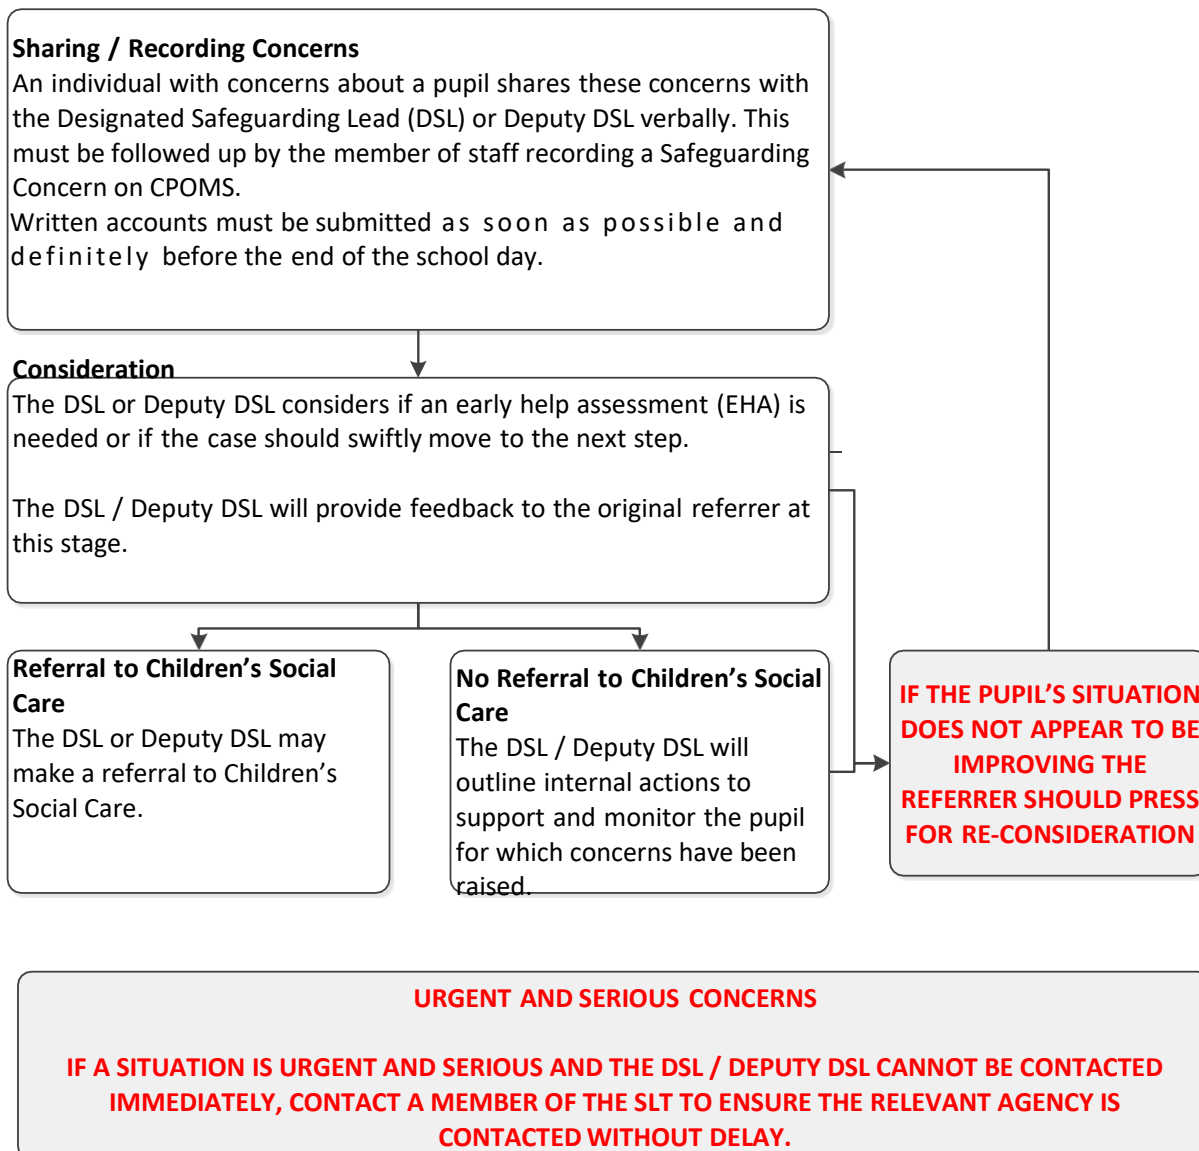 Sharing / Recording Concerns
An individual with concerns about a pupil shares these concerns with
the Designated Safeguarding Lead (DSL) or Deputy DSL verbally. This
must be followed up by the member of staff recording a Safeguarding
Concern on CPOMS.
Written accounts must be submitted as soon as possible and
definitely before the end of the school day.
Consideration
The DSL or Deputy DSL considers if an early help assessment (EHA) is
needed or if the case should swiftly move to the next step.
The DSL / Deputy DSL will provide feedback to the original referrer at
this stage.
Referral to Children’s Social
Care
The DSL or Deputy DSL may
make a referral to Children’s
Social Care.
No Referral to Children’s Social
Care
The DSL / Deputy DSL will
outline internal actions to
support and monitor the pupil
for which concerns have been
raised.
IF THE PUPIL’S SITUATION
DOES NOT APPEAR TO BE
IMPROVING THE
REFERRER SHOULD PRESS
FOR RE-CONSIDERATION
URGENT AND SERIOUS CONCERNS
IF A SITUATION IS URGENT AND SERIOUS AND THE DSL / DEPUTY DSL CANNOT BE CONTACTED
IMMEDIATELY, CONTACT A MEMBER OF THE SLT TO ENSURE THE RELEVANT AGENCY IS
CONTACTED WITHOUT DELAY.